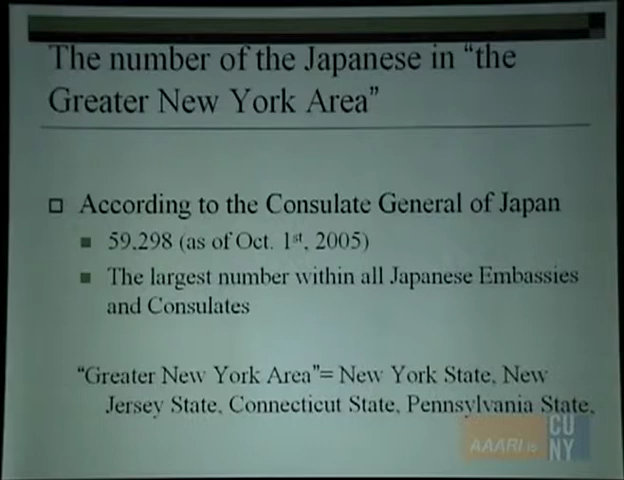 The number of the Japanese in “the
Greater New York Area”
According to the Consulate General of Japan
59,298 (as of Oct. 1st, 2005)
The largest number within all Japanese Embassies
and Consulates
“Greater New York Area”= New York State, New
Jersey State, Connecticut State, Pennsylvania State,
AAARI is
CU
NY